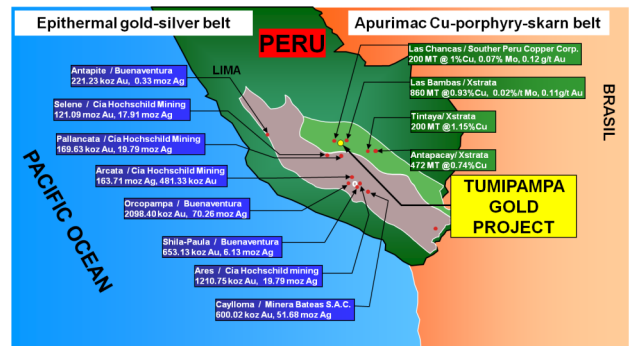 Epithermal gold-silver belt
Apurimac Cu-porphyry-skarn belt
PERU
Las Chancas / Souther Peru Copper Corp.
200 MT @ 1%Cu, 0.07% Mo, 0.12 g/t Au
Antapite / Buenaventura
221.23 koz Au, 0.33 moz Ag
LIMA
Las Bambas / Xstrata
860 MT @0.93%Cu, 0.02%/t Mo, 0.11g/t Au
BRASIL
Selene / Cía Hochschild Mining
121.09 moz Au, 17.91 moz Ag
Tintaya/ Xstrata
200 MT @1.15%Cu
Pallancata / Cía Hochschild Mining
169.63 koz Au, 19.79 moz Ag
Antapacay/ Xstrata
472 MT @0.74%Cu
Arcata / Cía Hochschild Mining
163.71 moz Ag, 481.33 koz Au
PACIFIC OCEAN
TUMIPAMPA
GOLD
PROJECT
Orcopampa / Buenaventura
2098.40 koz Au, 70.26 moz Ag
Shila-Paula / Buenaventura
653.13 koz Au, 6.13 moz Ag
Ares / Cía Hochschild mining
1210.75 koz Au, 19.79 moz Ag
Caylloma / Minera Bateas S.A.C.
600.02 koz Au, 51.68 moz Ag